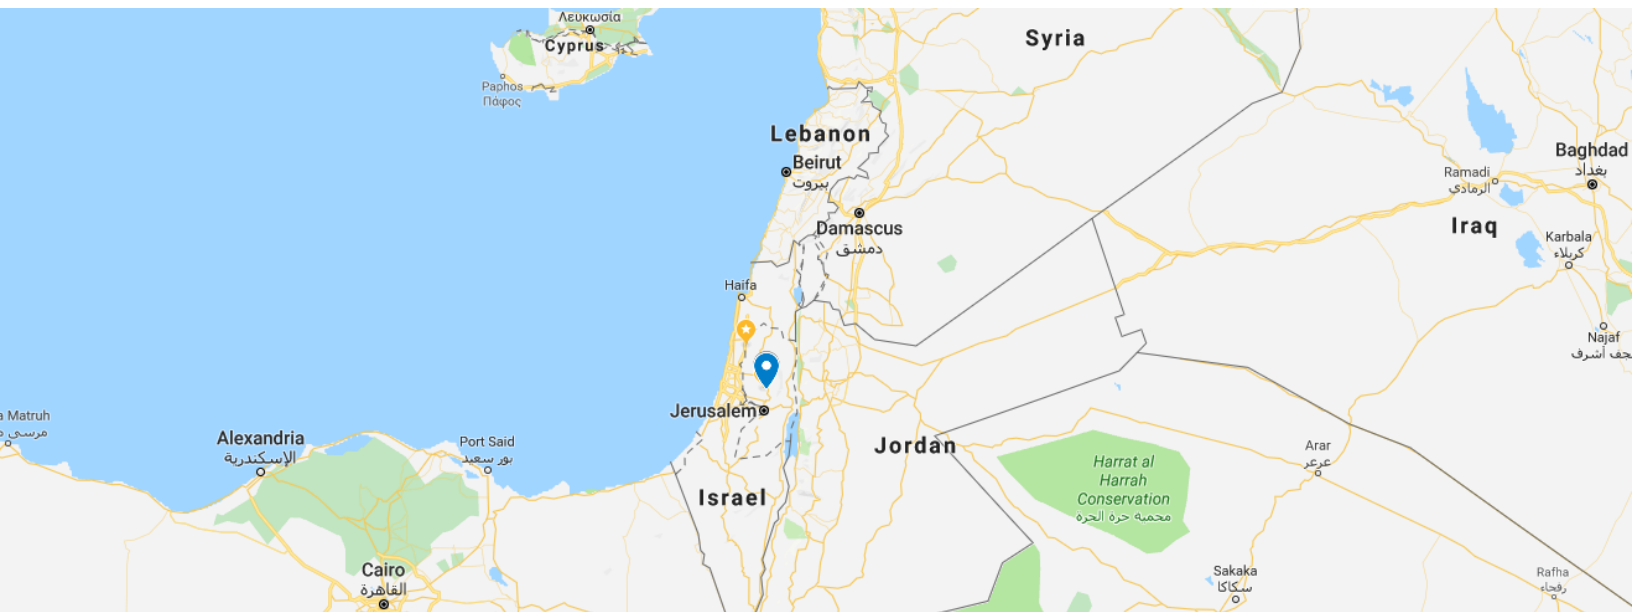 Λευκωσία
Cyprus
Paphos
Πάφος
Syria
Lebanon
Beirut
بيروت
Damascus
دمشق
Baghdad
بغداد
Ramadi
الرمادي
Iraq
Karbala
كربلاء
Haifa
Najaf
Jerusalem
Matruh
Alexandria
الإسكندرية
Port Said
بور سعيد
Jordan
Harrat al
Harrah
Conservation
محمية حرة الحرة
Arar
عرعر
Israel
Cairo
القاهرة
Sakaka
سكاكا
Rafha
رفحاء